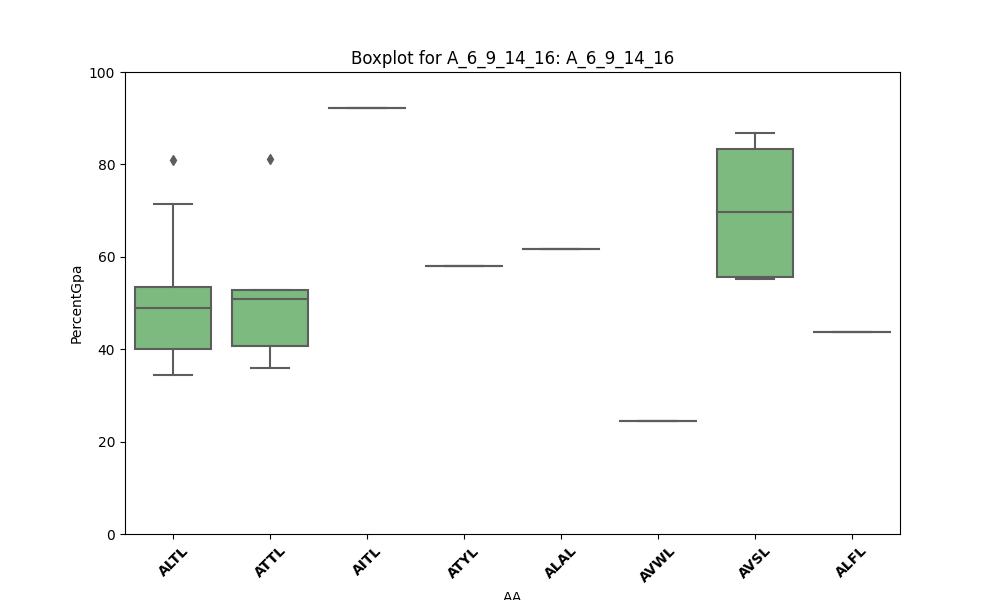 Boxplot for A_6_9_14_16: A_6_9_14_16
100
80
60
40
20
0
PercentGpa
ALTL
ATTL
AITL
ATYL
ALAL
AVWL
AVSL
ALFL
AA